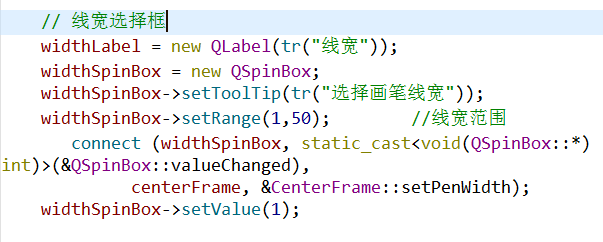 // 线宽选择框
widthLabel = new QLabel(tr("线宽"));
widthSpinBox = new QSpinBox;
widthSpinBox->setToolTip(tr("选择画笔线宽"));
widthSpinBox->setRange(1,50); //线宽范围
connect (widthSpinBox, static_cast<void(QSpinBox::*)
int)>(&QSpinBox::valueChanged),
centerFrame, &CenterFrame::setPenWidth);
widthSpinBox->setValue(1);